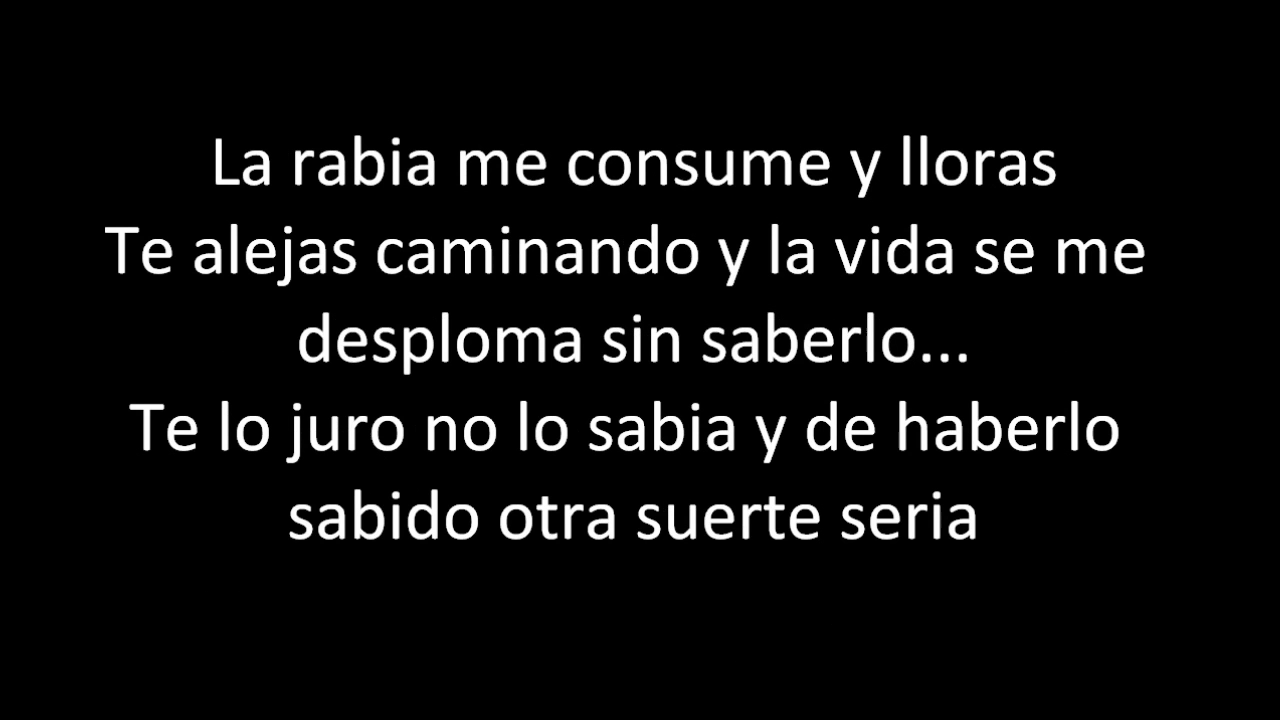 La rabia me consume y lloras
Te alejas caminando y la vida se me
desploma sin saberlo...
Te lo juro no lo sabia y de haberlo
sabido otra suerte seria